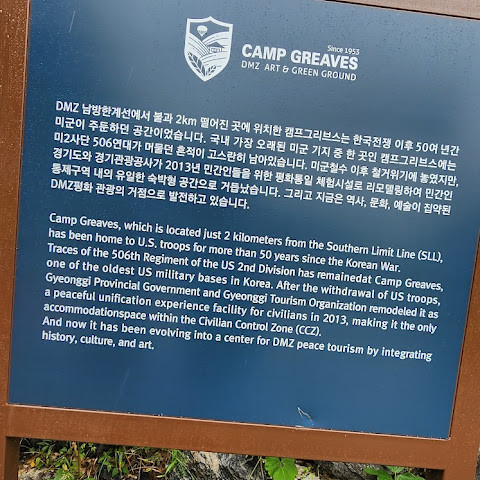 Since 1953
CAMP GREAVES
DMZ ART & GREEN GROUND
DMZ 남방한계선에서 불과 2km 떨어진 곳에 위치한 캠프그리브스는 한국전쟁 이후 50여 년간
미군이 주둔하던 공간이었습니다. 국내 가장 오래된 미군 기지 중 한 곳인 캠프그리브스에는
미2사단 506연대가 머물던 흔적이 고스란히 남아있습니다. 미군철수 이후 철거위기에 놓였지만,
경기도와 경기관광공사가 2013년 민간인들을 위한 평화통일 체험시설로 리모델링하여 민간인
통제구역 내의 유일한 숙박형 공간으로 거듭났습니다. 그리고 지금은 역사, 문화, 예술이 집약된
DMZ평화 관광의 거점으로 발전하고 있습니다.
Camp Greaves, which is located just 2 kilometers from the Southern Limit Line (SLL),
has been home to U.S. troops for more than 50 years since the Korean War.
Traces of the 506th Regiment of the US 2nd Division has remainedat Camp Greaves,
one of the oldest US military bases in Korea. After the withdrawal of US troops,
Gyeonggi Provincial Government and Gyeonggi Tourism Organization remodeled it as
a peaceful unification experience facility for civilians in 2013, making it the only
accommodationspace within the Civilian Control Zone (CCZ).
And now it has been evolving into a center for DMZ peace tourism by integrating
history, culture, and art.